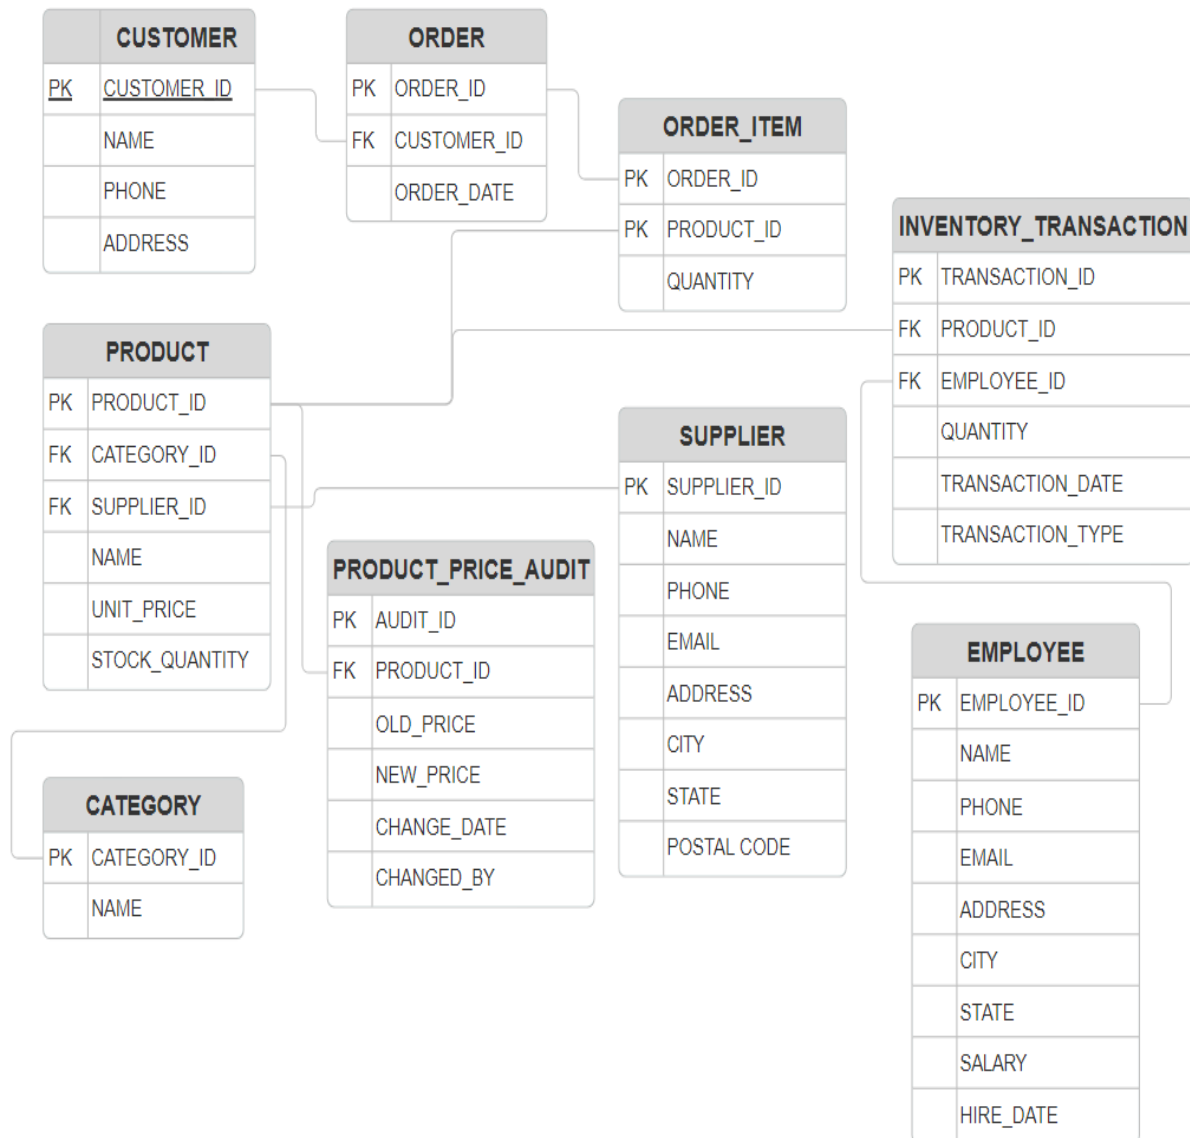 CUSTOMER
PK CUSTOMER_ID
NAME
PHONE
ADDRESS
ORDER
PK ORDER_ID
FK CUSTOMER_ID
ORDER_DATE
ORDER_ITEM
PK ORDER_ID
PK PRODUCT_ID
QUANTITY
INVENTORY_TRANSACTION
PK TRANSACTION_ID
FK PRODUCT_ID
FK EMPLOYEE_ID
QUANTITY
TRANSACTION_DATE
TRANSACTION_TYPE
PRODUCT
PK PRODUCT_ID
FK CATEGORY_ID
FK SUPPLIER_ID
NAME
UNIT_PRICE
STOCK_QUANTITY
PRODUCT_PRICE_AUDIT
PK AUDIT_ID
FK PRODUCT_ID
OLD_PRICE
NEW_PRICE
CHANGE_DATE
CHANGED_BY
SUPPLIER
PK SUPPLIER_ID
NAME
PHONE
EMAIL
ADDRESS
CITY
STATE
POSTAL CODE
EMPLOYEE
PK EMPLOYEE_ID
NAME
PHONE
EMAIL
ADDRESS
CITY
STATE
SALARY
HIRE_DATE
CATEGORY
PK CATEGORY_ID
NAME